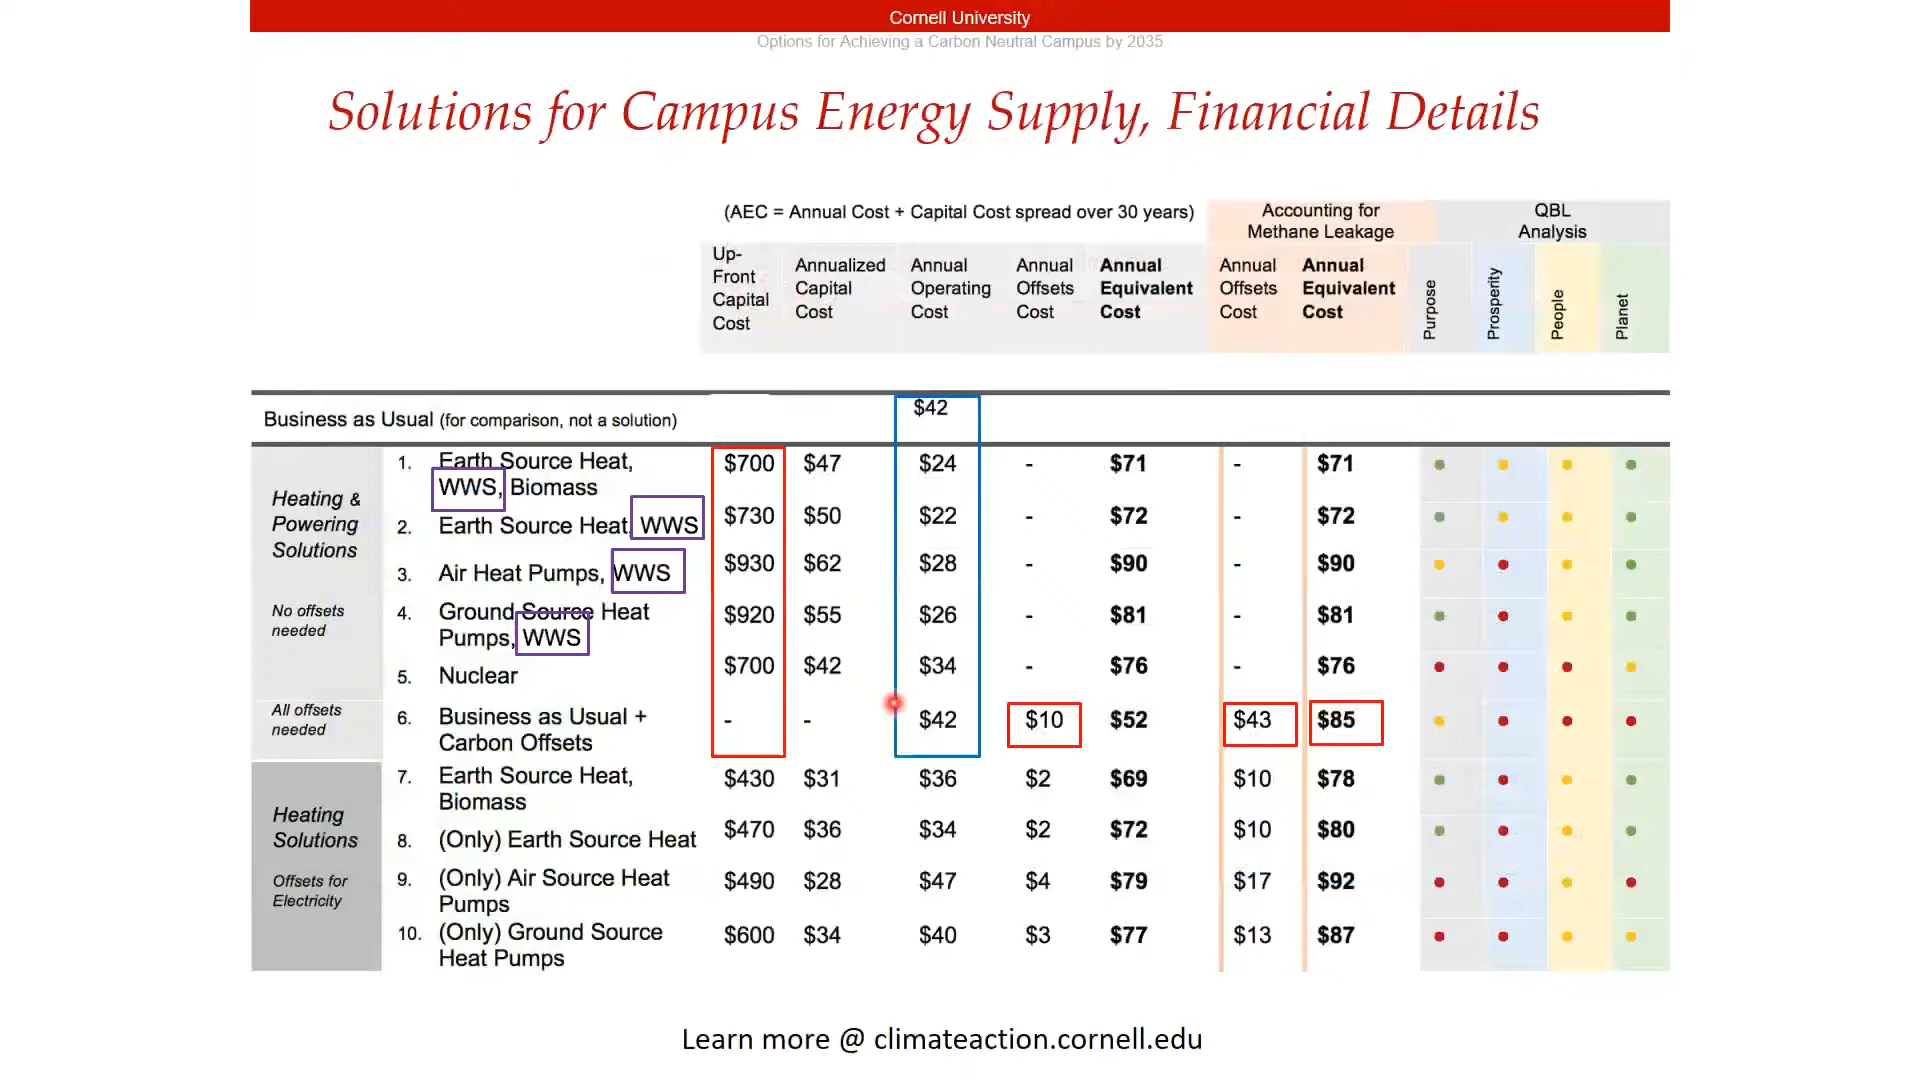 Cornell University
Options for Achieving a Carbon Neutral Campus by 2035
Solutions for Campus Energy Supply, Financial Details
(AEC = Annual Cost + Capital Cost spread over 30 years)
Accounting for
Methane Leakage
QBL
Analysis
Up-
Front
Capital
Cost
Annualized
Capital
Cost
Annual
Operating
Cost
Annual
Offsets
Cost
Annual
Equivalent
Cost
Annual
Offsets
Cost
Annual
Equivalent
Cost
Purpose
Prosperity
People
Planet
Business as Usual (for comparison, not a solution) $42
Heating &
Powering
Solutions
No offsets
needed
1. Earth Source Heat, $700 $47 $24 - $71 - $71
WWS, Biomass
2. Earth Source Heat, WWS $730 $50 $22 - $72 - $72
3. Air Heat Pumps, WWS $930 $62 $28 - $90 - $90
4. Ground Source Heat $920 $55 $26 - $81 - $81
Pumps, WWS
5. Nuclear $700 $42 $34 - $76 - $76
All offsets
needed
6. Business as Usual + - - $42 $10 $52 $43 $85
Carbon Offsets
Heating
Solutions
Offsets for
Electricity
7. Earth Source Heat, $430 $31 $36 $2 $69 $10 $78
Biomass
8. (Only) Earth Source Heat $470 $36 $34 $2 $72 $10 $80
9. (Only) Air Source Heat $490 $28 $47 $4 $79 $17 $92
Pumps
10. (Only) Ground Source $600 $34 $40 $3 $77 $13 $87
Heat Pumps
Learn more @ climateaction.cornell.edu